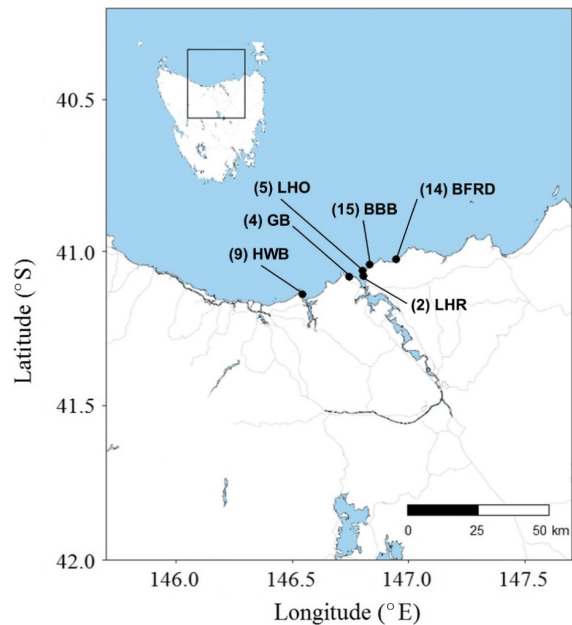 40.5
(5) LHO
(14) BFRD
(15) BBB
(4) GB
41.0
(9) HWB
(2) LHR
Latitude (°S)
41.5
0 25 50 km
42.0
146.0 146.5 147.0 147.5
Longitude (°E)